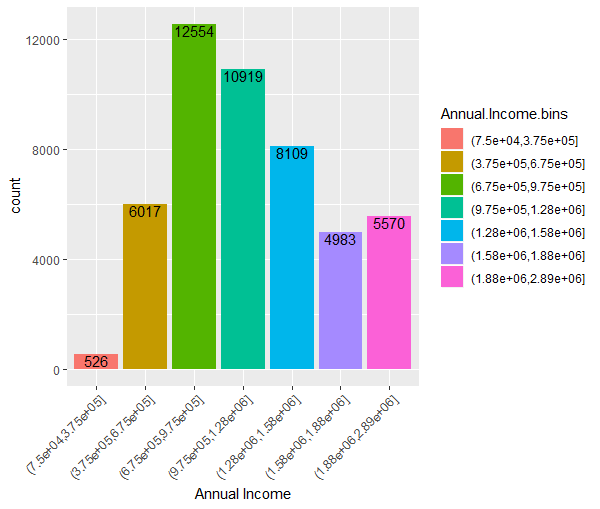 12000
8000
4000
0
count
12554
10919
8109
6017
5570
4983
526
(7.5e+04,3.75e+05]
(3.75e+05,6.75e+05]
(6.75e+05,9.75e+05]
(9.75e+05,1.28e+06]
(1.28e+06,1.58e+06]
(1.58e+06,1.88e+06]
(1.88e+06,2.89e+06]
Annual Income
Annual.Income.bins
(7.5e+04,3.75e+05]
(3.75e+05,6.75e+05]
(6.75e+05,9.75e+05]
(9.75e+05,1.28e+06]
(1.28e+06,1.58e+06]
(1.58e+06,1.88e+06]
(1.88e+06,2.89e+06]